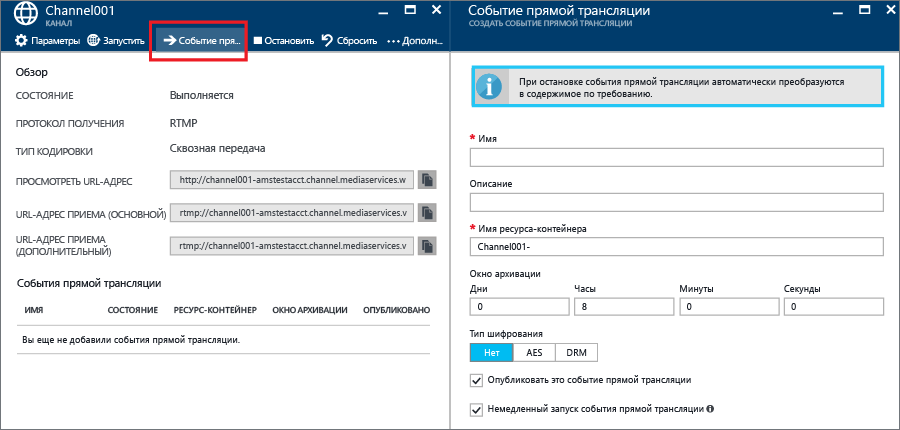 Channel001
КАНАЛ
Параметры Запустить Событие пря... Остановить Сбросить Дополн...
Обзор
СОСТОЯНИЕ Выполняется
ПРОТОКОЛ ПОЛУЧЕНИЯ RTMP
ТИП КОДИРОВКИ Сквозная передача
ПРОСМОТРЕТЬ URL-АДРЕС http://channel001-amstestacct.channel.mediaservices.w
URL-АДРЕС ПРИЕМА (ОСНОВНОЙ) rtmp://channel001-amstestacct.channel.mediaservices.v
URL-АДРЕС ПРИЕМА
(ДОПОЛНИТЕЛЬНЫЙ) rtmp://channel001-amstestacct.channel.mediaservices.v
События прямой трансляции
ИМЯ СОСТОЯНИЕ РЕСУРС-КОНТЕЙНЕР ОКНО АРХИВАЦИИ ОПУБЛИКОВАНО
Вы еще не добавили события прямой трансляции.
Событие прямой трансляции
СОЗДАТЬ СОБЫТИЕ ПРЯМОЙ ТРАНСЛЯЦИИ
При остановке события прямой трансляции автоматически преобразуются
в содержимое по требованию.
* Имя
Описание
* Имя ресурса-контейнера
Channel001-
Окно архивации
Дни Часы Минуты Секунды
0 8 0 0
Тип шифрования
Нет AES DRM
Опубликовать это событие прямой трансляции
Немедленный запуск события прямой трансляции